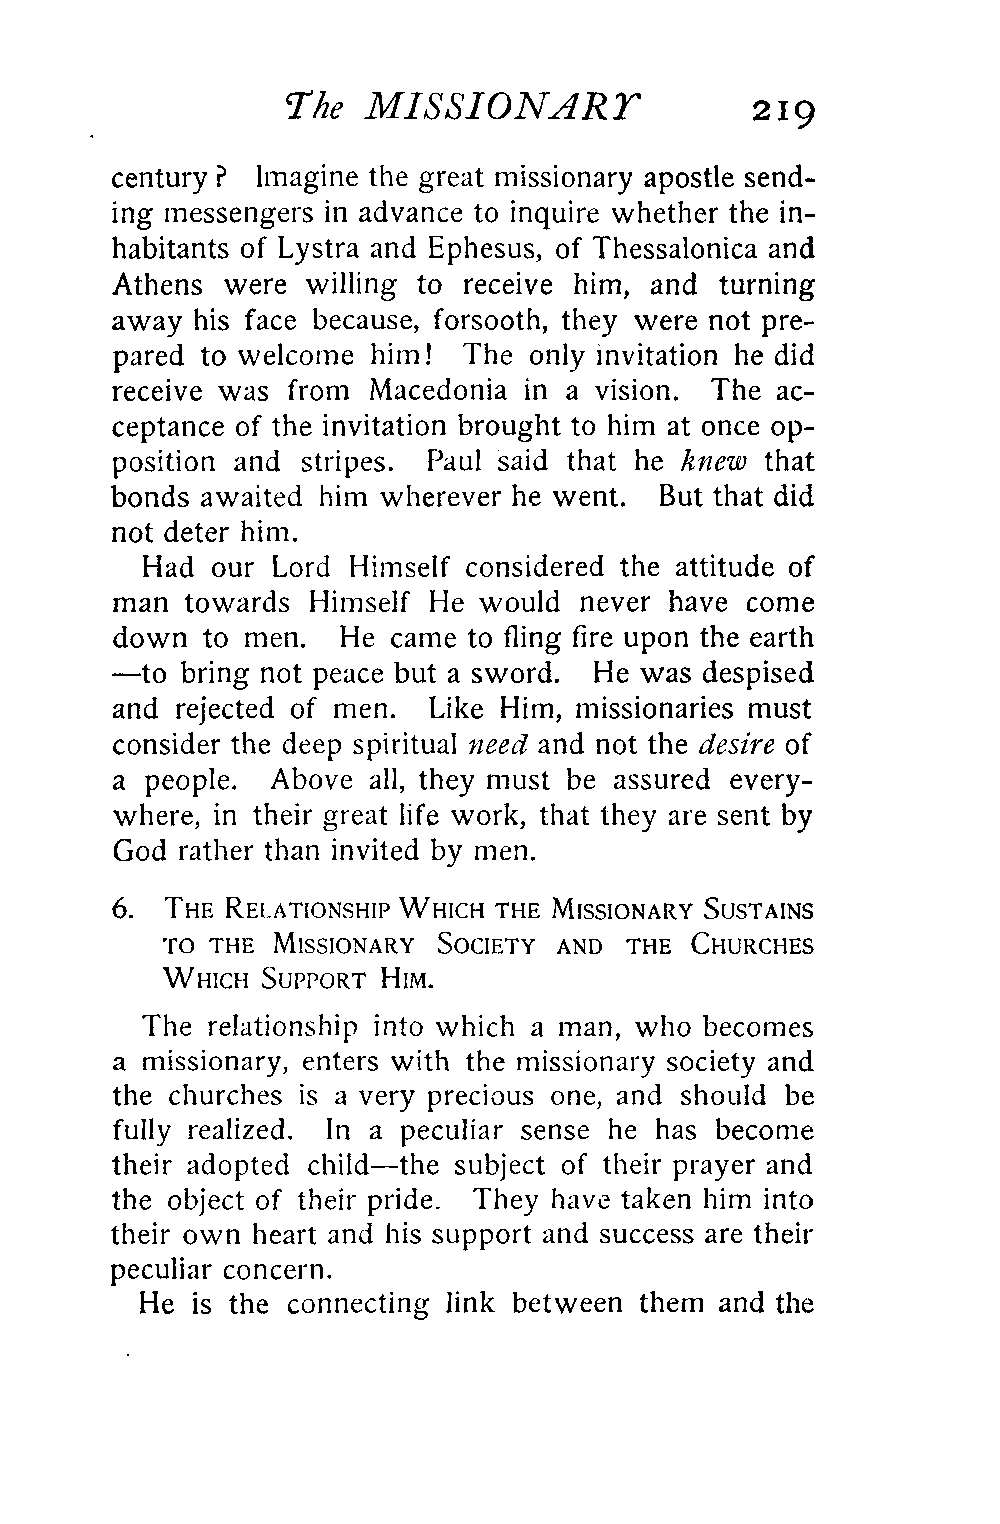 The MISSIONARY 219
century? Imagine the great missionary apostle send-
ing messengers in advance to inquire whether the in-
habitants of Lystra and Ephesus, of Thessalonica and
Athens were willing to receive him, and turning
away his face because, forsooth, they were not pre-
pared to welcome him! The only invitation he did
receive was from Macedonia in a vision. The ac-
ceptance of the invitation brought to him at once op-
position and stripes. Paul said that he knew that
bonds awaited him wherever he went. But that did
not deter him.
Had our Lord Himself considered the attitude of
man towards Himself He would never have come
down to men. He came to fling fire upon the earth
—to bring not peace but a sword. He was despised
and rejected of men. Like Him, missionaries must
consider the deep spiritual need and not the desire of
a people. Above all, they must be assured every-
where, in their great life work, that they are sent by
God rather than invited by men.
6. THE RELATIONSHIP WHICH THE MISSIONARY SUSTAINS
TO THE MISSIONARY SOCIETY AND THE CHURCHES
WHICH SUPPORT HIM.
The relationship into which a man, who becomes
a missionary, enters with the missionary society and
the churches is a very precious one, and should be
fully realized. In a peculiar sense he has become
their adopted child—the subject of their prayer and
the object of their pride. They have taken him into
their own heart and his support and success are their
peculiar concern.
He is the connecting link between them and the